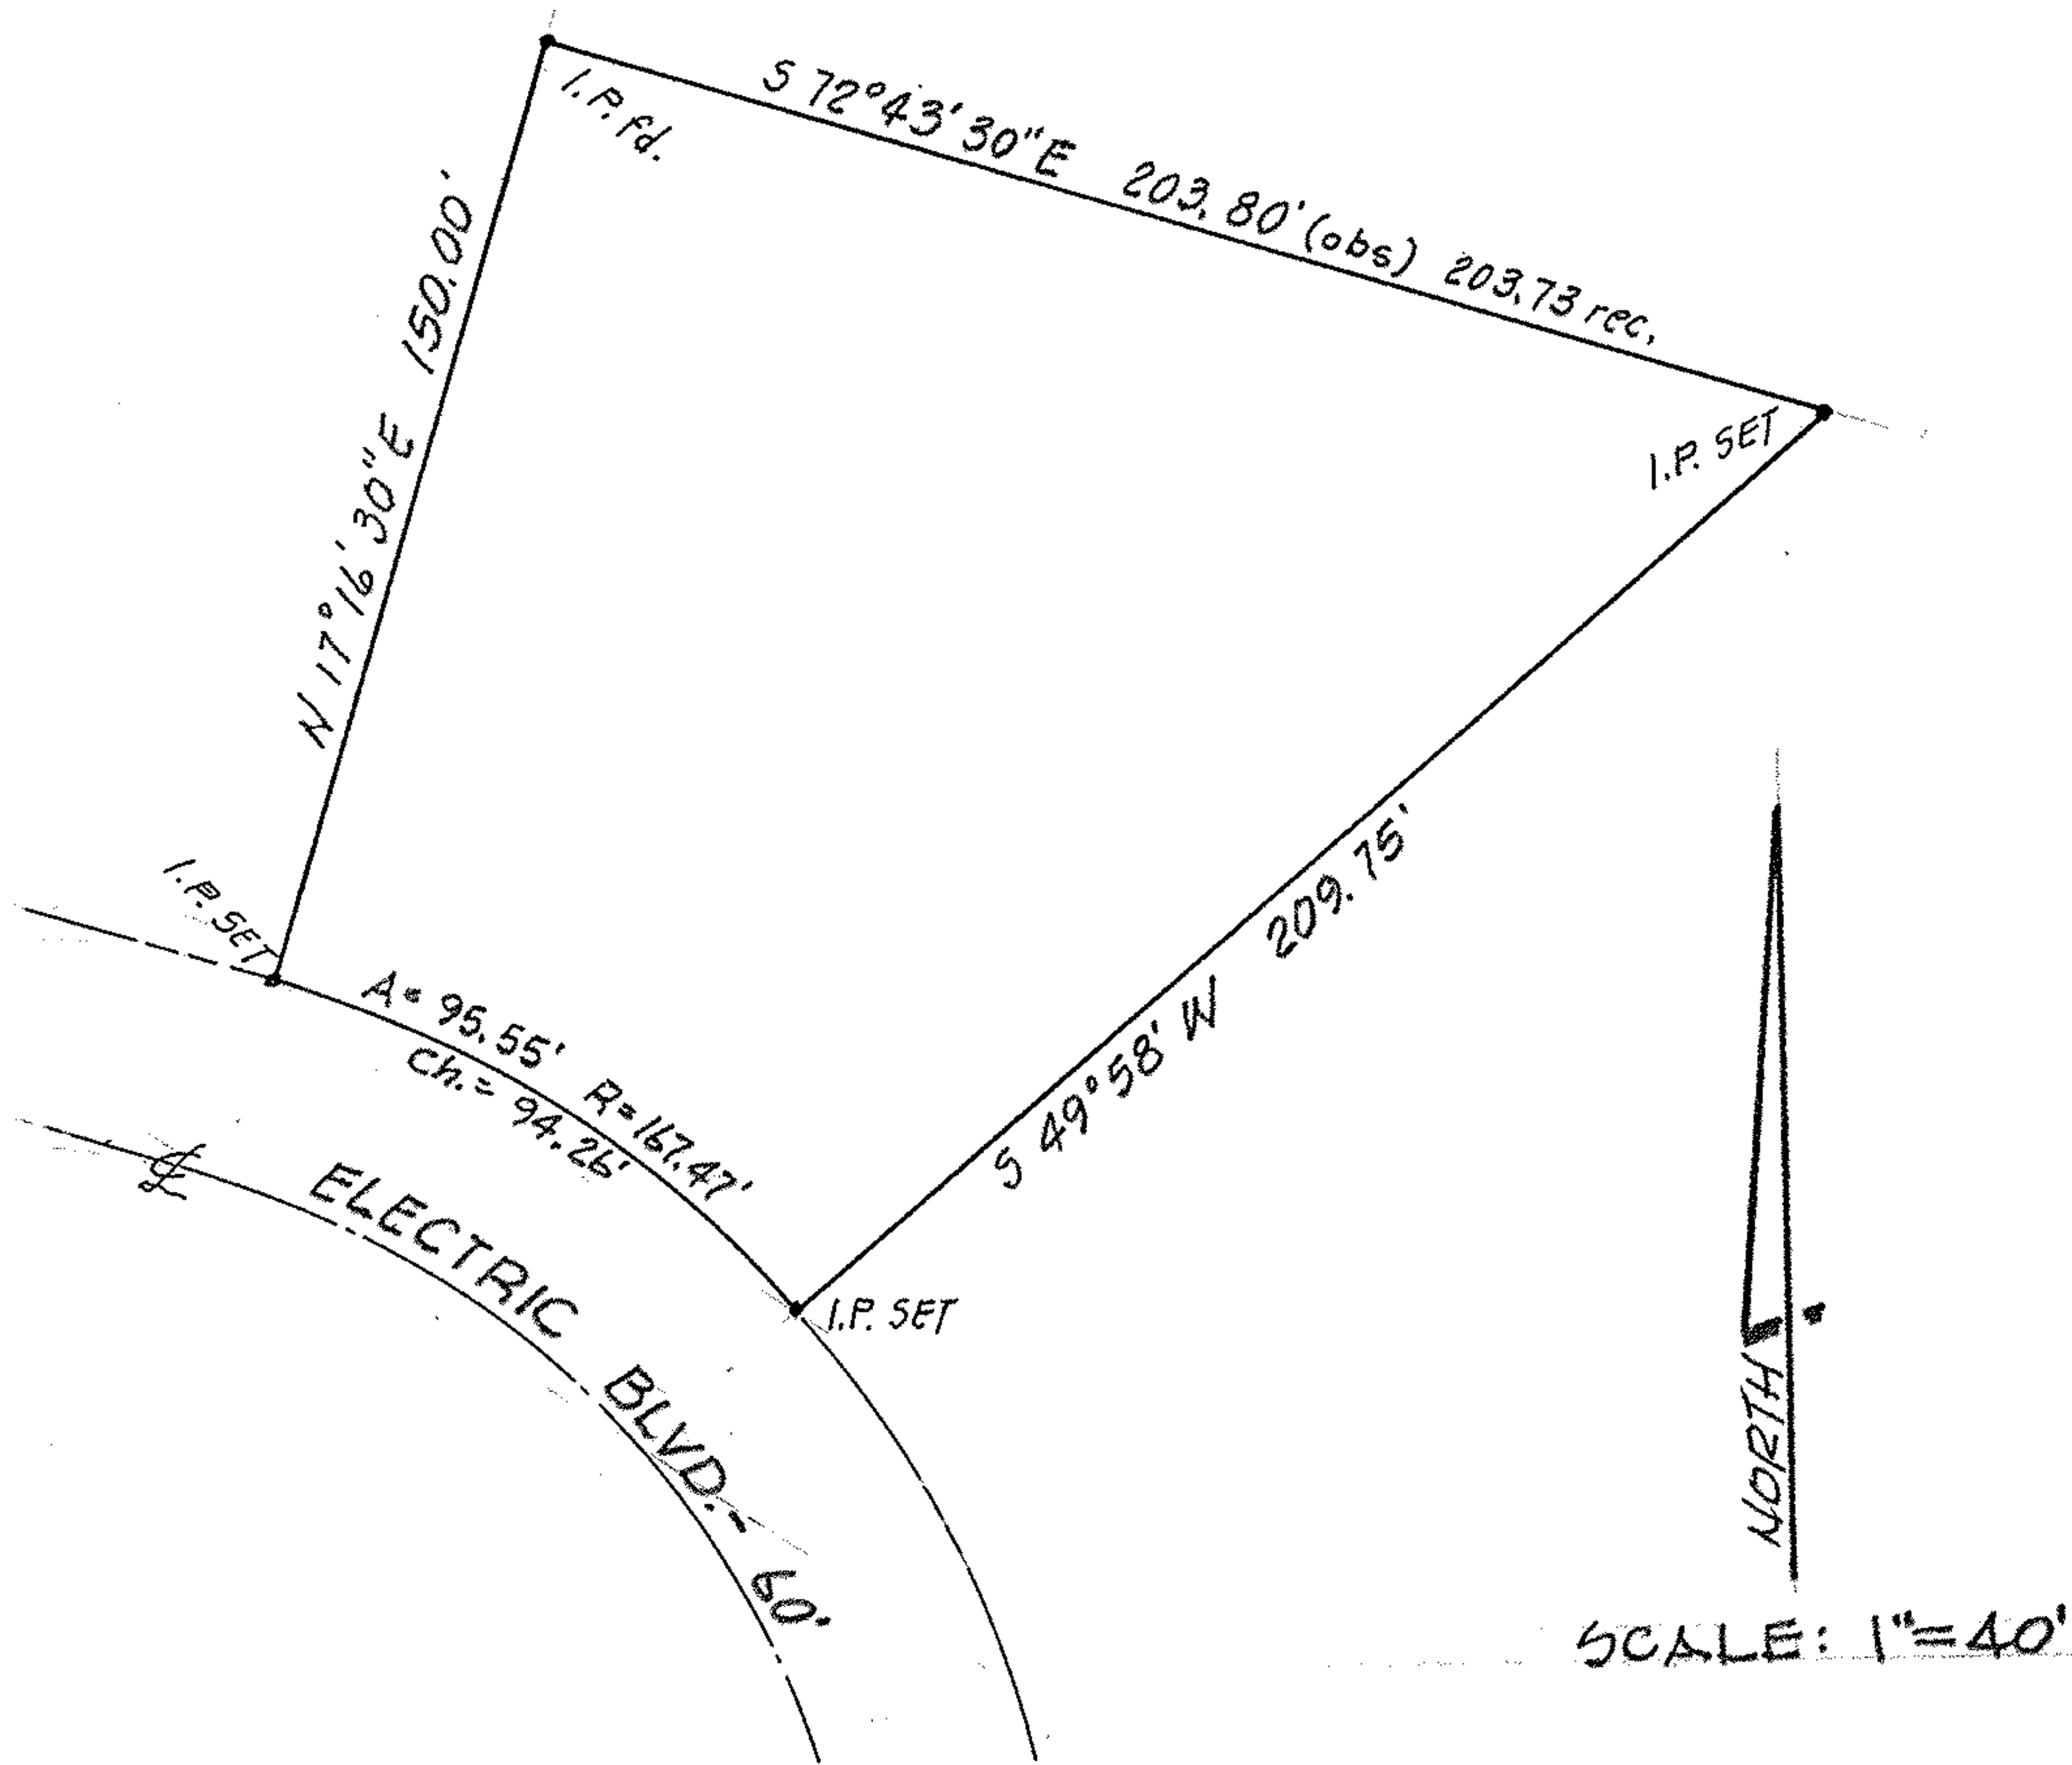 I.P. fd.
S 72°43'30"E 203.80' (obs) 203.73 rec.
N 17°16'30"E 150.00'
I.P. SET
I.P. SET
A= 95.55' R=167.47'
Ch.= 94.26'
S 49°58' W 209.75'
I.P. SET
℄ ELECTRIC BLVD. - 60'
NORTH
SCALE: 1"=40'